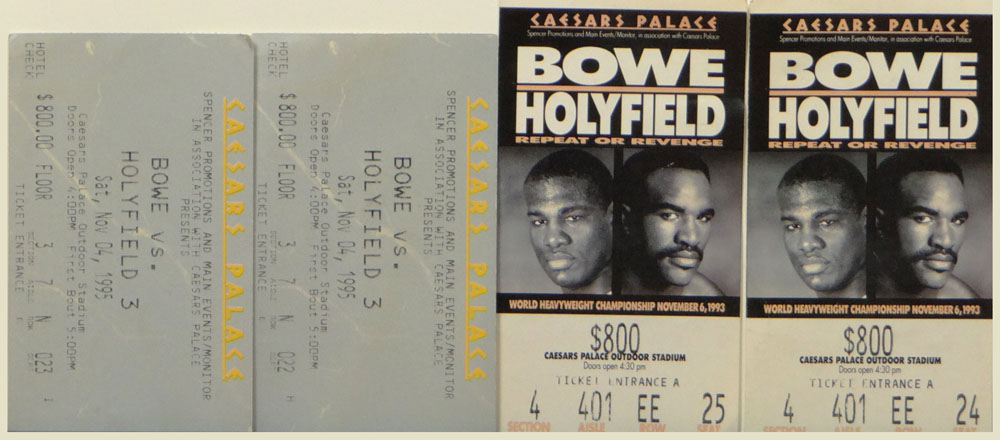 CAESARS PALACE
SPENCER PROMOTIONS AND MAIN EVENTS/MONITOR
IN ASSOCIATION WITH CAESARS PALACE
PRESENTS
BOWE VS.
HOLYFIELD 3
Sat, Nov 04, 1995
Caesars Palace Outdoor Stadium
Doors Open 4:00PM First Bout 5:00PM
HOTEL $800.00 FLOOR 3 7 N 023 I
CHECK
TICKET ENTRANCE
CAESARS PALACE
SPENCER PROMOTIONS AND MAIN EVENTS/MONITOR
IN ASSOCIATION WITH CAESARS PALACE
PRESENTS
BOWE VS.
HOLYFIELD 3
Sat, Nov 04, 1995
Caesars Palace Outdoor Stadium
Doors Open 4:00PM First Bout 5:00PM
HOTEL $800.00 FLOOR 3 7 N 022 H
CHECK
TICKET ENTRANCE
CAESARS PALACE
Spencer Promotions and Main Events/Monitor, in association with Caesars Palace
BOWE
HOLYFIELD
REPEAT OR REVENGE
WORLD HEAVYWEIGHT CHAMPIONSHIP NOVEMBER 6, 1993
$800
CAESARS PALACE OUTDOOR STADIUM
Doors open 4:30 pm
TICKET ENTRANCE A
4 401 EE 25
SECTION AISLE ROW SEAT
CAESARS PALACE
Spencer Promotions and Main Events/Monitor, in association with Caesars Palace
BOWE
HOLYFIELD
REPEAT OR REVENGE
WORLD HEAVYWEIGHT CHAMPIONSHIP NOVEMBER 6, 1993
$800
CAESARS PALACE OUTDOOR STADIUM
Doors open 4:30 pm
TICKET ENTRANCE A
4 401 EE 24
SECTION AISLE ROW SEAT